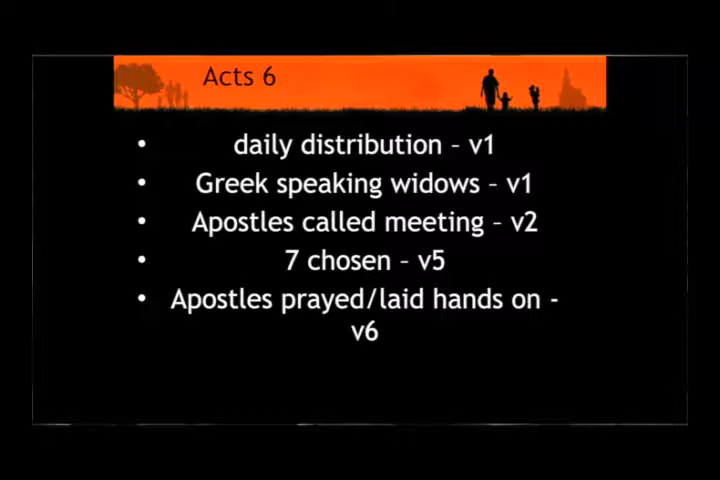 Acts 6
• daily distribution – v1
• Greek speaking widows – v1
• Apostles called meeting – v2
• 7 chosen – v5
• Apostles prayed/laid hands on -
v6